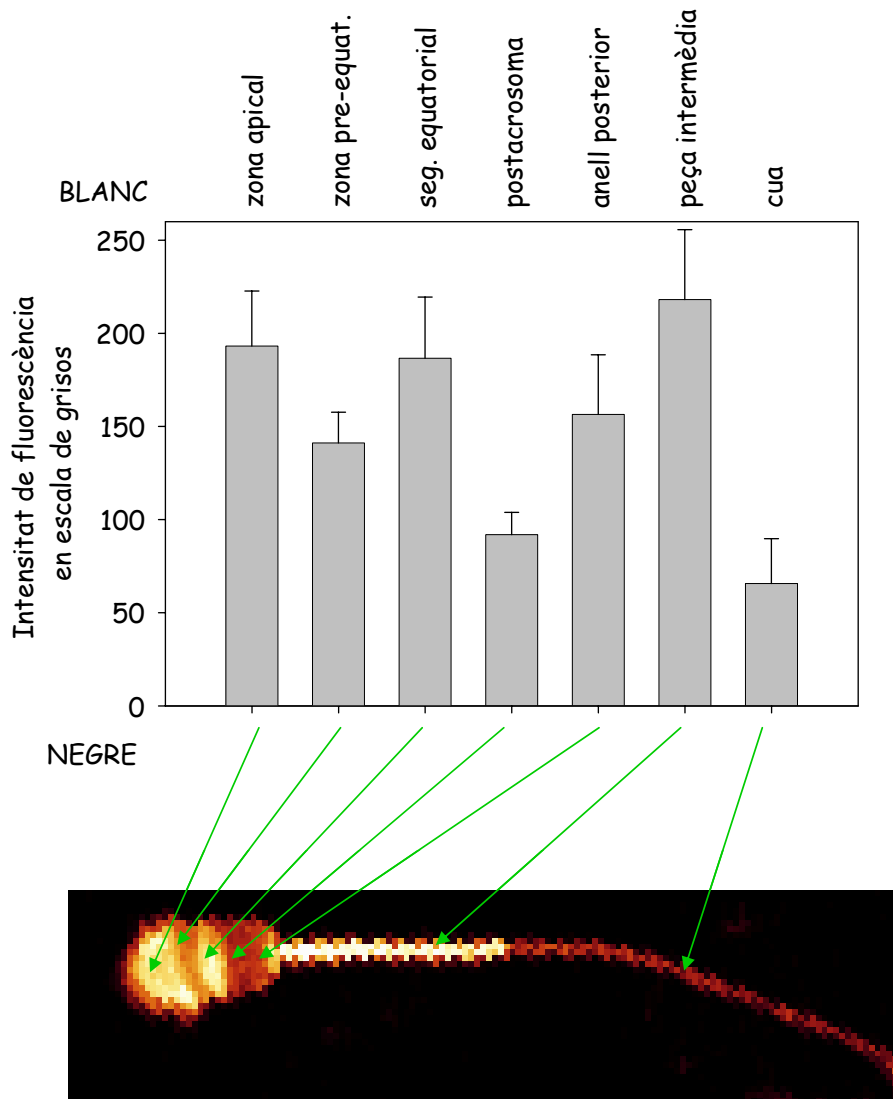 zona apical
zona pre-equat.
seg. equatorial
postacrosoma
anell posterior
peça intermèdia
cua
BLANC
Intensitat de fluorescència
en escala de grisos
250
200
150
100
50
0
NEGRE